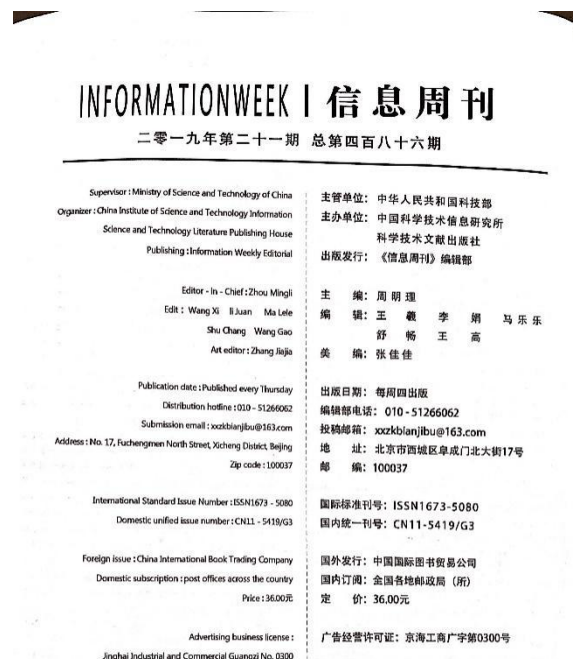 INFORMATIONWEEK | 信息周刊
二零一九年第二十一期 总第四百八十六期
Supervisor : Ministry of Science and Technology of China
Organizer : China Institute of Science and Technology Information
Science and Technology Literature Publishing House
Publishing : Information Weekly Editorial
Editor - in - Chief : Zhou Mingli
Edit : Wang Xi li Juan Ma Lele
Shu Chang Wang Gao
Art editor : Zhang Jiajia
Publication date : Published every Thursday
Distribution hotline : 010 - 51266062
Submission email : xxzkbianjibu@163.com
Address : No. 17, Fuchengmen North Street, Xicheng District, Beijing
Zip code : 100037
International Standard Issue Number : ISSN1673 - 5080
Domestic unified issue number : CN11 - 5419/G3
Foreign issue : China International Book Trading Company
Domestic subscription : post offices across the country
Price : 36.00元
Advertising business license :
Jinghai Industrial and Commercial Guangzi No. 0300
主管单位： 中华人民共和国科技部
主办单位： 中国科学技术信息研究所
科学技术文献出版社
出版发行： 《信息周刊》编辑部
主 编： 周明理
编 辑： 王 羲 李 娟 马乐乐
舒 畅 王 高
美 编： 张佳佳
出版日期： 每周四出版
编辑部电话： 010 - 51266062
投稿邮箱： xxzkbianjibu@163.com
地 址： 北京市西城区阜成门北大街17号
邮 编： 100037
国际标准刊号： ISSN1673-5080
国内统一刊号： CN11-5419/G3
国外发行： 中国国际图书贸易公司
国内订阅： 全国各地邮政局（所）
定 价： 36.00元
广告经营许可证： 京海工商广字第0300号